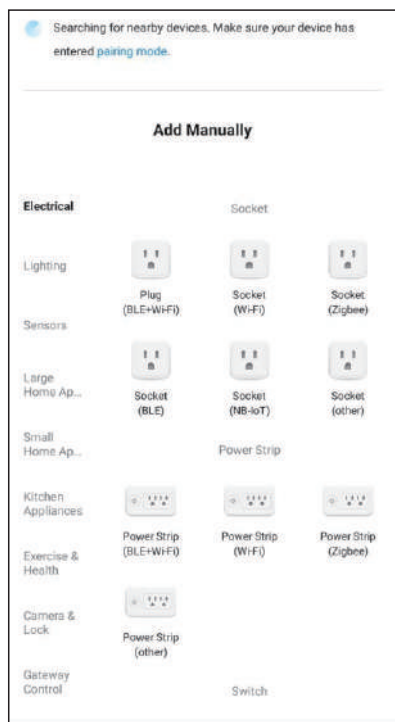 Searching for nearby devices. Make sure your device has
entered pairing mode.
Add Manually
Electrical
Lighting
Sensors
Large
Home Ap...
Small
Home Ap...
Kitchen
Appliances
Exercise &
Health
Camera &
Lock
Gateway
Control
Socket
Plug
(BLE+Wi-Fi)
Socket
(Wi-Fi)
Socket
(Zigbee)
Socket
(BLE)
Socket
(NB-IoT)
Socket
(other)
Power Strip
Power Strip
(BLE+Wi-Fi)
Power Strip
(Wi-Fi)
Power Strip
(Zigbee)
Power Strip
(other)
Switch